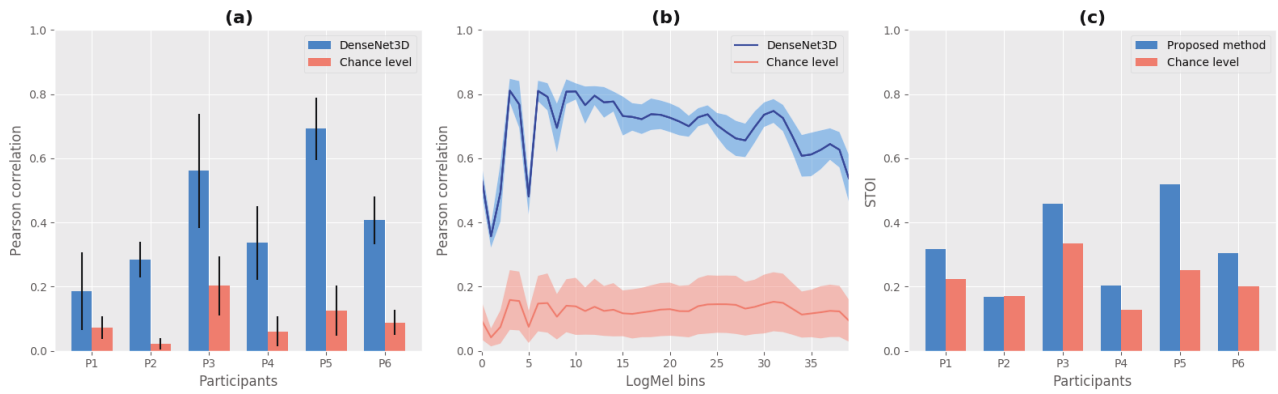 (a)
Pearson correlation
1.0
0.8
0.6
0.4
0.2
0.0
DenseNet3D
Chance level
P1 P2 P3 P4 P5 P6
Participants
(b)
Pearson correlation
1.0
0.8
0.6
0.4
0.2
0.0
DenseNet3D
Chance level
0 5 10 15 20 25 30 35
LogMel bins
(c)
STOI
1.0
0.8
0.6
0.4
0.2
0.0
Proposed method
Chance level
P1 P2 P3 P4 P5 P6
Participants